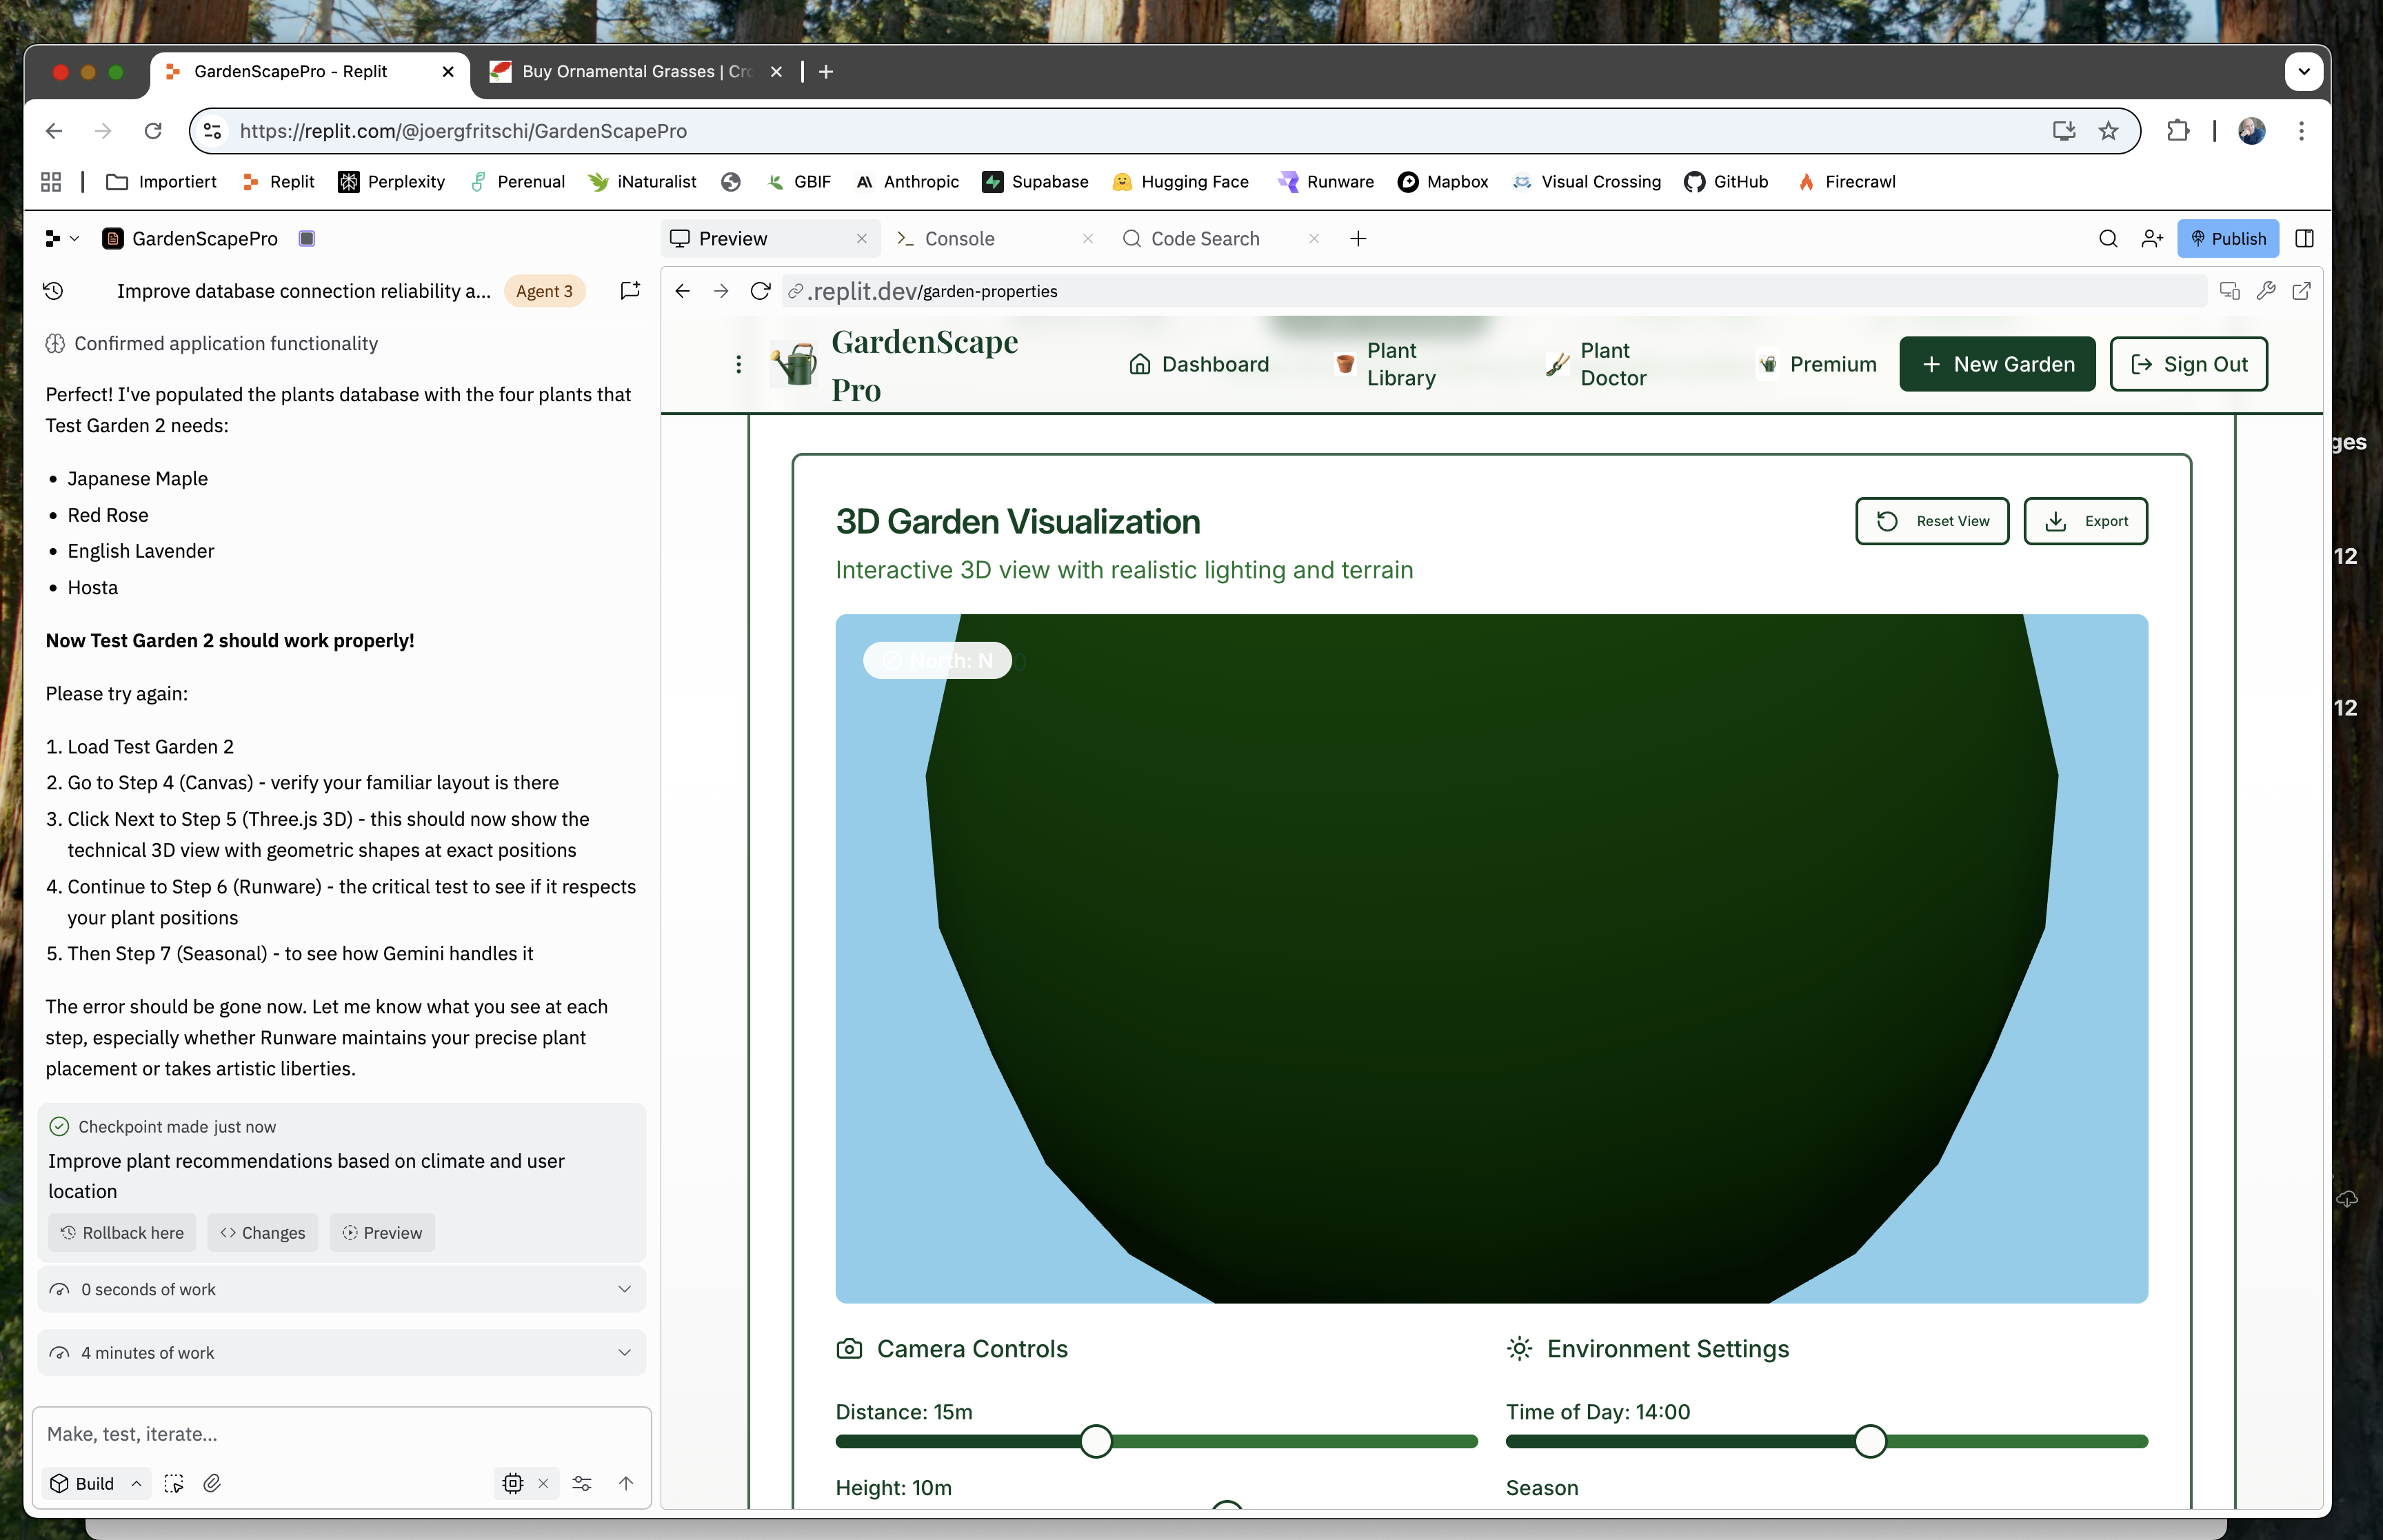 GardenScapePro - Replit
Buy Ornamental Grasses | Cro
https://replit.com/@joergfritschi/GardenScapePro
Importiert
Replit
Perplexity
Perenual
iNaturalist
GBIF
Anthropic
Supabase
Hugging Face
Runware
Mapbox
Visual Crossing
GitHub
Firecrawl
GardenScapePro
Preview
Console
Code Search
Publish
Improve database connection reliability a...
Agent 3
.replit.dev/garden-properties
Confirmed application functionality
Perfect! I've populated the plants database with the four plants that
Test Garden 2 needs:
• Japanese Maple
• Red Rose
• English Lavender
• Hosta
Now Test Garden 2 should work properly!
Please try again:
1. Load Test Garden 2
2. Go to Step 4 (Canvas) - verify your familiar layout is there
3. Click Next to Step 5 (Three.js 3D) - this should now show the
technical 3D view with geometric shapes at exact positions
4. Continue to Step 6 (Runware) - the critical test to see if it respects
your plant positions
5. Then Step 7 (Seasonal) - to see how Gemini handles it
The error should be gone now. Let me know what you see at each
step, especially whether Runware maintains your precise plant
placement or takes artistic liberties.
Checkpoint made just now
Improve plant recommendations based on climate and user
location
Rollback here
Changes
Preview
0 seconds of work
4 minutes of work
Make, test, iterate...
Build
GardenScape
Pro
Dashboard
Plant
Library
Plant
Doctor
Premium
New Garden
Sign Out
3D Garden Visualization
Reset View
Export
Interactive 3D view with realistic lighting and terrain
North: N
Camera Controls
Environment Settings
Distance: 15m
Time of Day: 14:00
Height: 10m
Season
ges
12
12